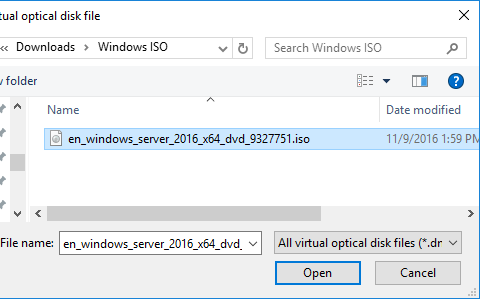 rtual optical disk file
Downloads > Windows ISO
Search Windows ISO
w folder
Name
Date modified
en_windows_server_2016_x64_dvd_9327751.iso
11/9/2016 1:59 PM
File name:
en_windows_server_2016_x64_dvd_
All virtual optical disk files (*.dr
Open
Cancel